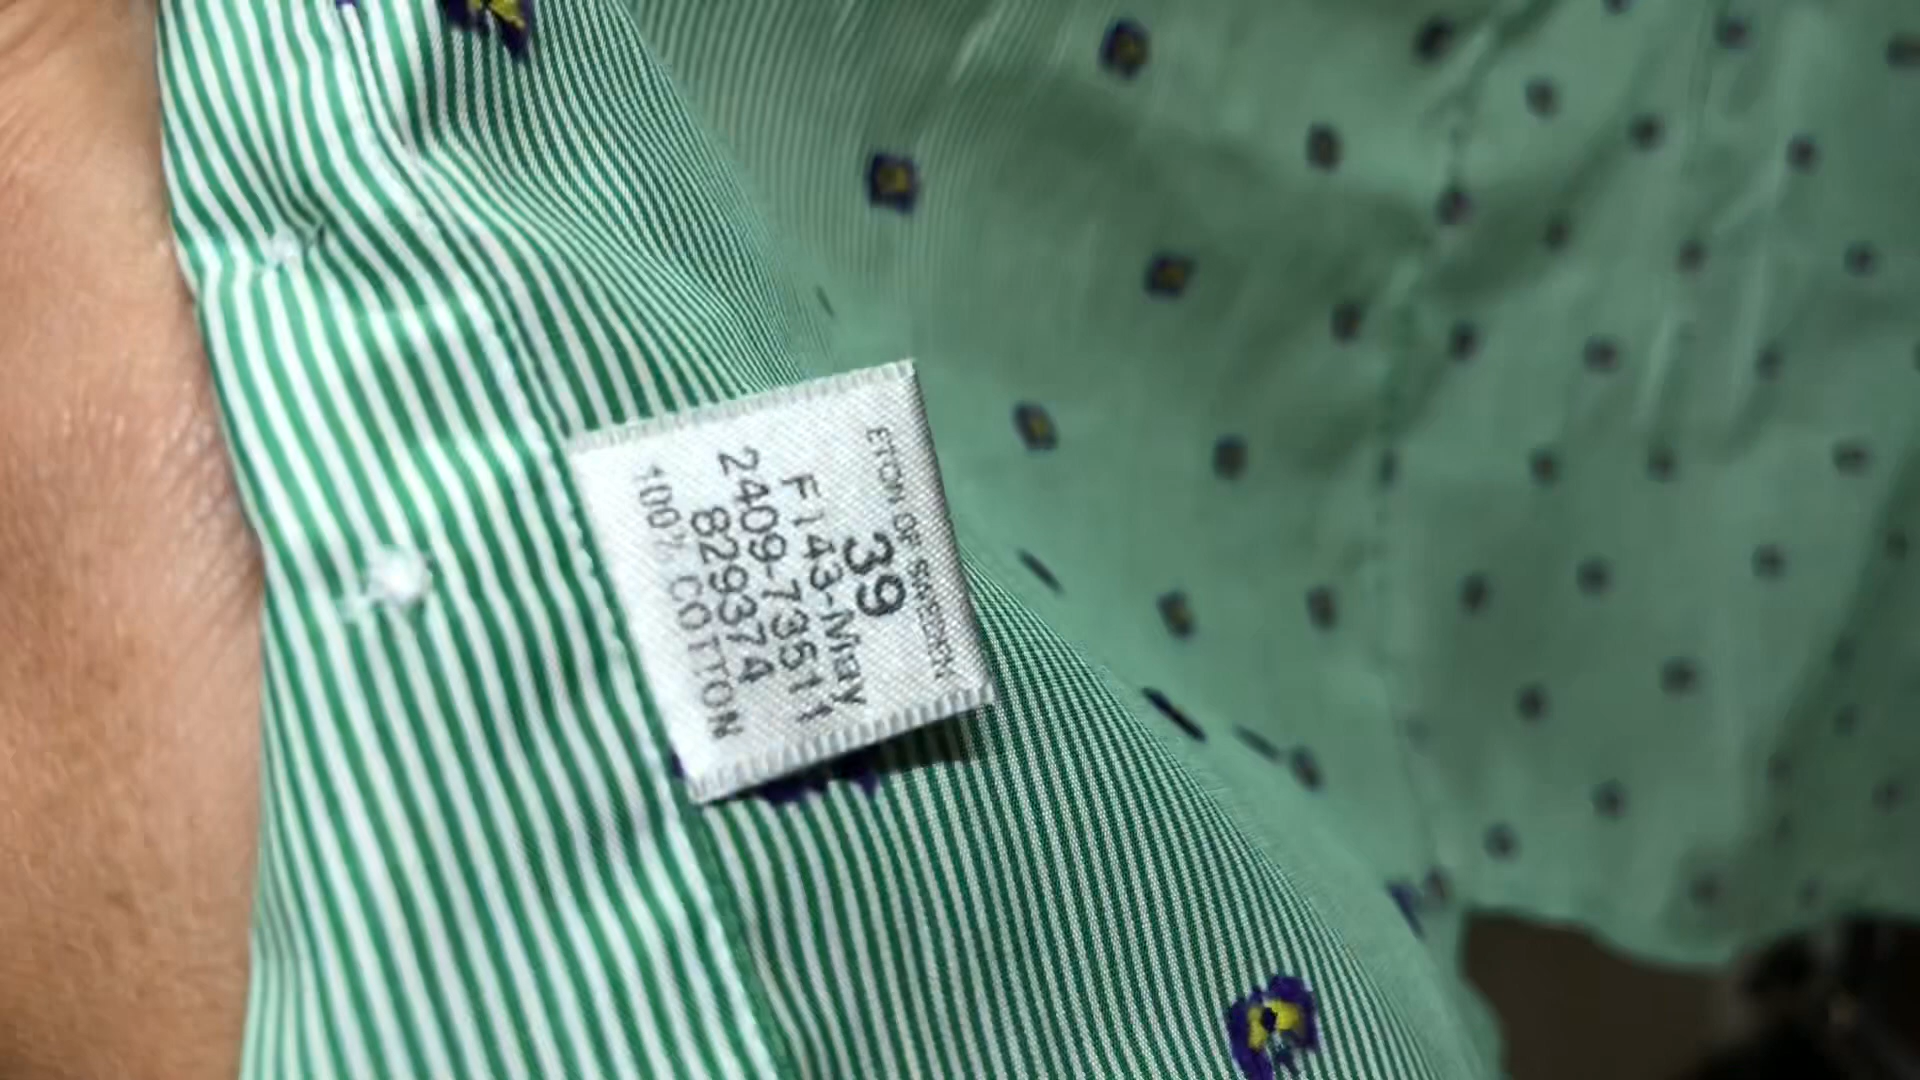 ETON OF SWEDEN
39
F143-May
2409-73511
829374
100% COTTON